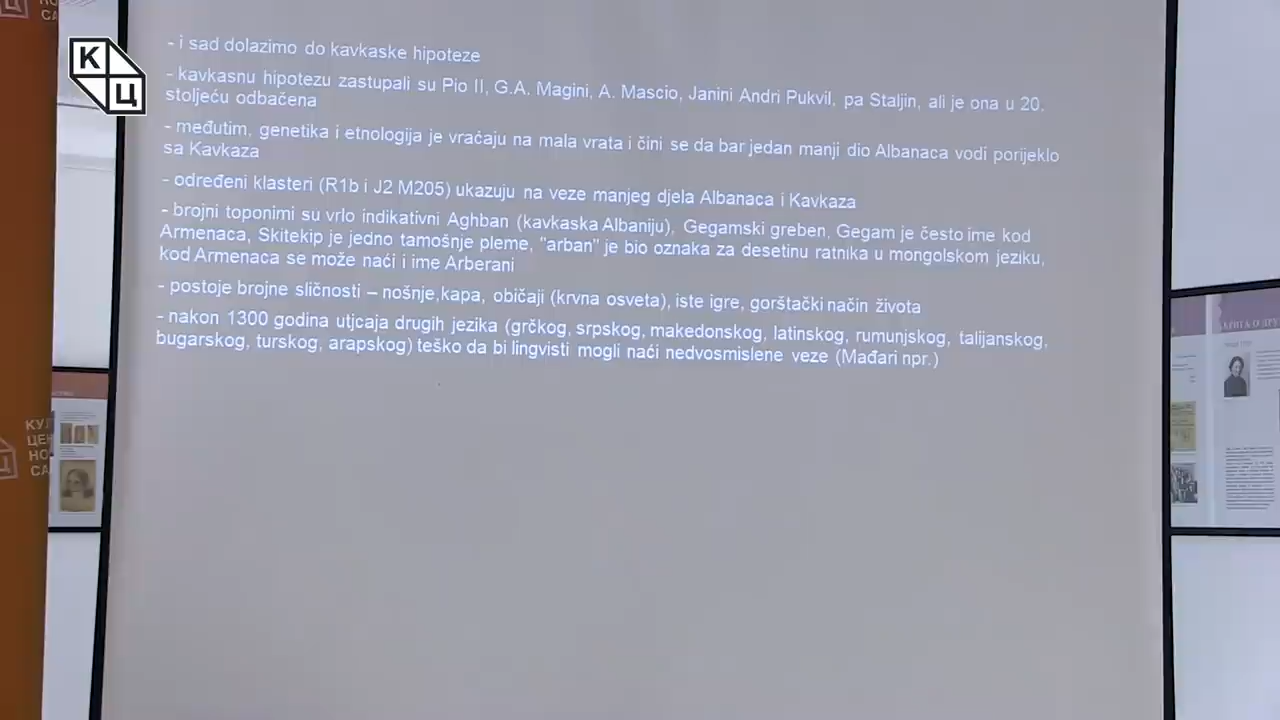 К
Ц
- i sad dolazimo do kavkaske hipoteze
- kavkasnu hipotezu zastupali su Pio II, G.A. Magini, A. Mascio, Janini Andri Pukvil, pa Staljin, ali je ona u 20.
stoljeću odbačena
- međutim, genetika i etnologija je vraćaju na mala vrata i čini se da bar jedan manji dio Albanaca vodi porijeklo
sa Kavkaza
- određeni klasteri (R1b i J2 M205) ukazuju na veze manjeg djela Albanaca i Kavkaza
- brojni toponimi su vrlo indikativni Aghban (kavkaska Albaniju), Gegamski greben, Gegam je često ime kod
Armenaca, Skitekip je jedno tamošnje pleme, "arban" je bio oznaka za desetinu ratnika u mongolskom jeziku,
kod Armenaca se može naći i ime Arberani
- postoje brojne sličnosti – nošnje,kapa, običaji (krvna osveta), iste igre, gorštački način života
- nakon 1300 godina utjcaja drugih jezika (grčkog, srpskog, makedonskog, latinskog, rumunjskog, talijanskog,
bugarskog, turskog, arapskog) teško da bi lingvisti mogli naći nedvosmislene veze (Mađari npr.)
КУЛ
ЦЕН
НО
СА